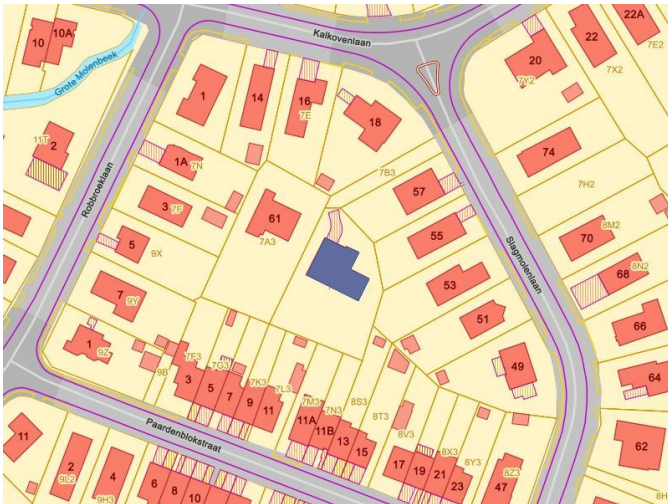 10
10A
Kalkovenlaan
22
22A
7E2
20
7X2
7Y2
Grote Molenbeek
1
14
16
7E
18
11T
2
1A
7N
74
7B3
57
7H2
Robbroeklaan
3
7F
61
7A3
55
8M2
70
5
9X
Slagmolenlaan
8N2
68
53
7
9Y
51
66
1
9Z
49
9B
7F3
7G3
3
5
7
7K3
9
7L3
11
64
7M3
11A
7N3
11B
13
15
8S3
8T3
8V3
Paardenblokstraat
11
17
19
8X3
21
8Y3
23
62
2
9L2
4
9H3
6
8
10
47
8Z3
8H